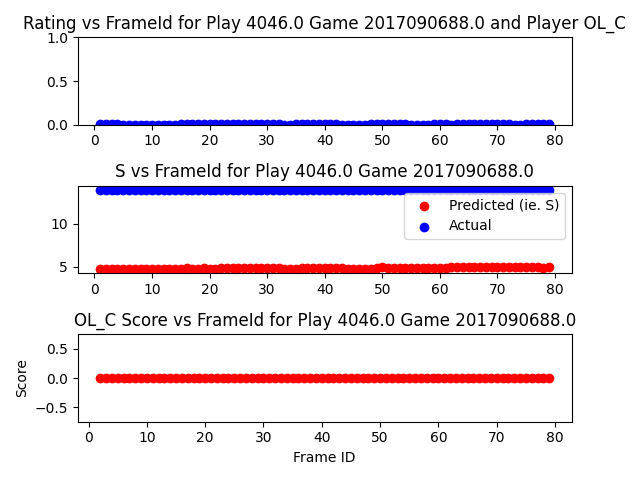 Rating vs FrameId for Play 4046.0 Game 2017090688.0 and Player OL_C
1.0
0.5
0.0
0 10 20 30 40 50 60 70 80
S vs FrameId for Play 4046.0 Game 2017090688.0
10
5
Predicted (ie. S)
Actual
0 10 20 30 40 50 60 70 80
OL_C Score vs FrameId for Play 4046.0 Game 2017090688.0
Score
0.5
0.0
−0.5
0 10 20 30 40 50 60 70 80
Frame ID